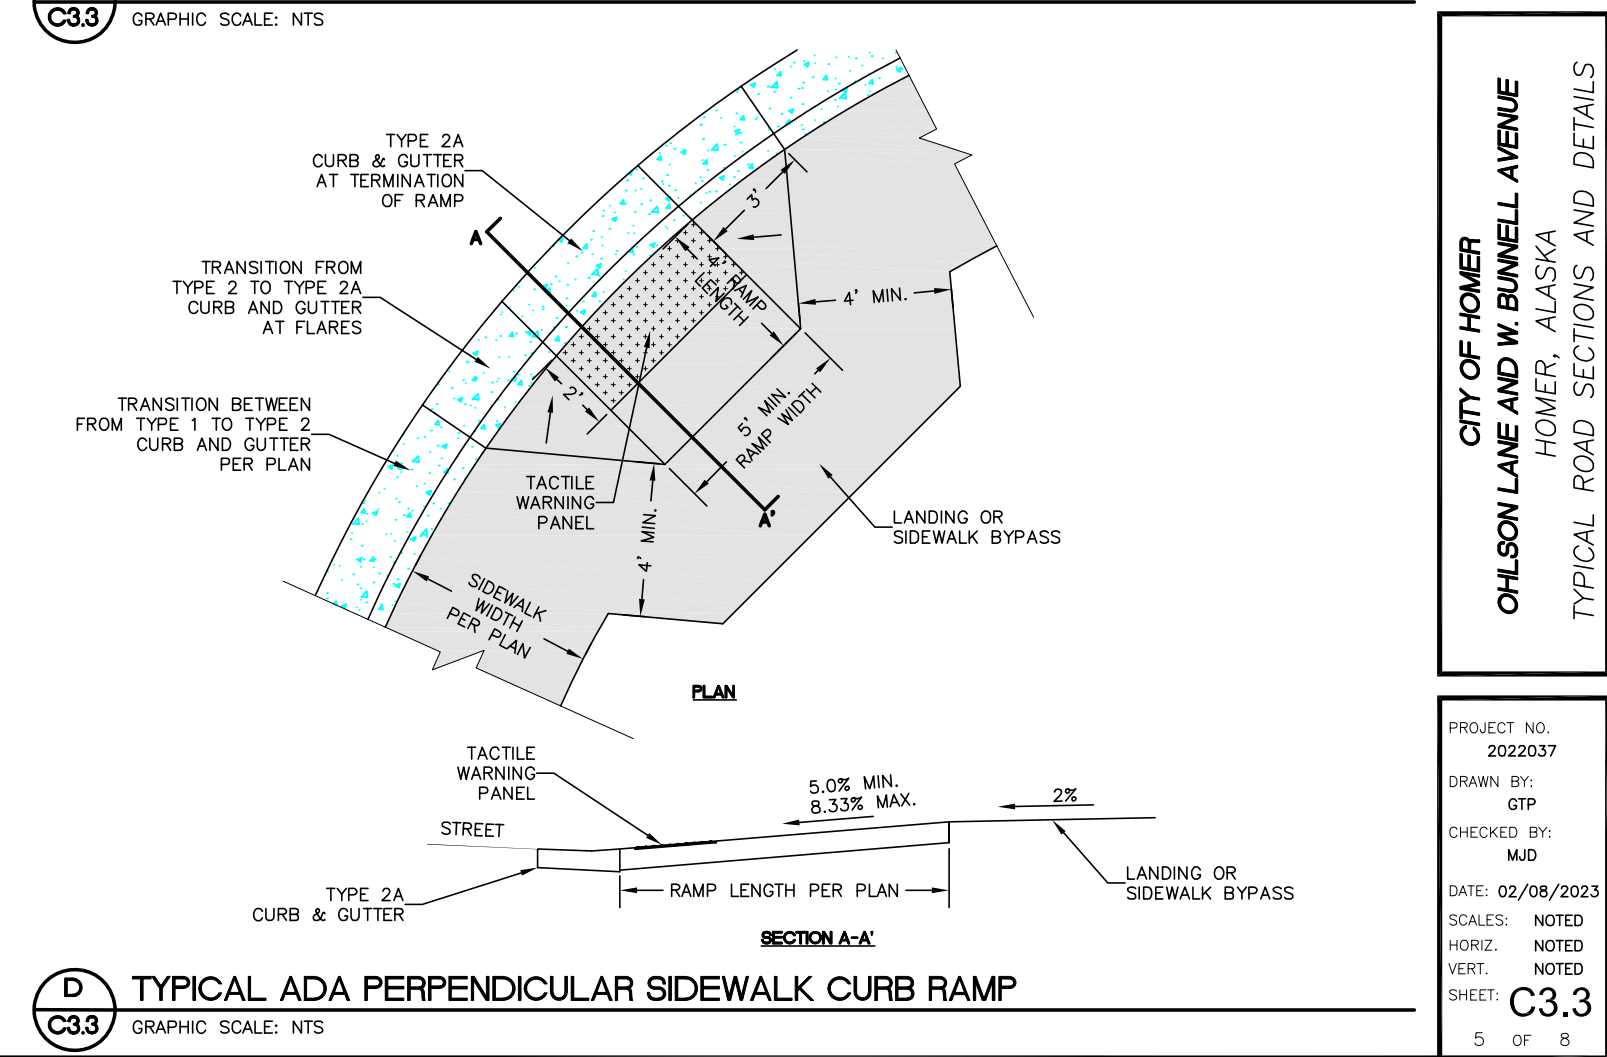 C3.3
GRAPHIC SCALE: NTS
TYPE 2A
CURB & GUTTER
AT TERMINATION
OF RAMP
TRANSITION FROM
TYPE 2 TO TYPE 2A
CURB AND GUTTER
AT FLARES
TRANSITION BETWEEN
FROM TYPE 1 TO TYPE 2
CURB AND GUTTER
PER PLAN
A
3'
4' RAMP
LENGTH
4' MIN.
2'
5' MIN.
RAMP WIDTH
TACTILE
WARNING
PANEL
A'
4' MIN.
LANDING OR
SIDEWALK BYPASS
SIDEWALK
WIDTH
PER PLAN
PLAN
TACTILE
WARNING
PANEL
STREET
5.0% MIN.
8.33% MAX.
2%
TYPE 2A
CURB & GUTTER
RAMP LENGTH PER PLAN
LANDING OR
SIDEWALK BYPASS
SECTION A-A'
D
C3.3
TYPICAL ADA PERPENDICULAR SIDEWALK CURB RAMP
GRAPHIC SCALE: NTS
CITY OF HOMER
OHLSON LANE AND W. BUNNELL AVENUE
HOMER, ALASKA
TYPICAL ROAD SECTIONS AND DETAILS
PROJECT NO.
2022037
DRAWN BY:
GTP
CHECKED BY:
MJD
DATE: 02/08/2023
SCALES: NOTED
HORIZ. NOTED
VERT. NOTED
SHEET: C3.3
5 OF 8